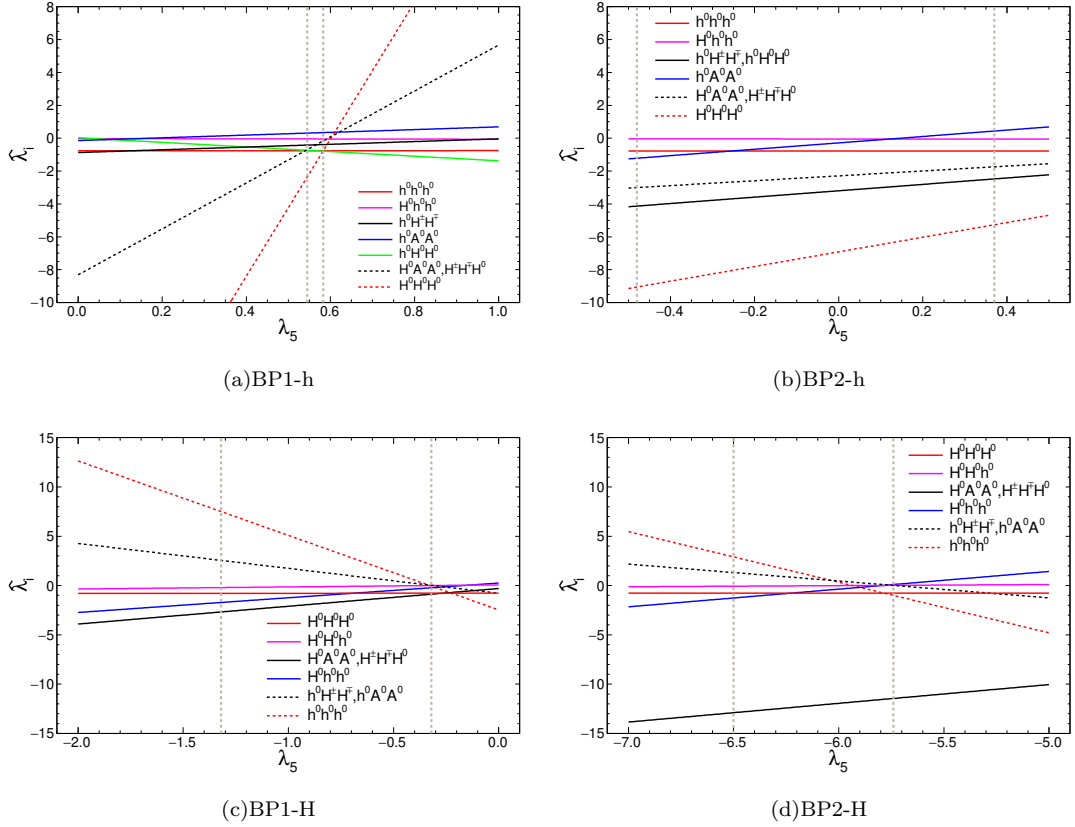 8
6
4
2
0
−2
−4
−6
−8
−10
λ̂i
h⁰h⁰h⁰
H⁰h⁰h⁰
h⁰H±H∓
h⁰A⁰A⁰
h⁰H⁰H⁰
H⁰A⁰A⁰,H±H∓H⁰
H⁰H⁰H⁰
0.0 0.2 0.4 0.6 0.8 1.0
λ5
(a)BP1-h
8
6
4
2
0
−2
−4
−6
−8
−10
λ̂i
h⁰h⁰h⁰
H⁰h⁰h⁰
h⁰H±H∓,h⁰H⁰H⁰
h⁰A⁰A⁰
H⁰A⁰A⁰,H±H∓H⁰
H⁰H⁰H⁰
−0.4 −0.2 0.0 0.2 0.4
λ5
(b)BP2-h
15
10
5
0
−5
−10
−15
λ̂i
H⁰H⁰H⁰
H⁰H⁰h⁰
H⁰A⁰A⁰,H±H∓H⁰
H⁰h⁰h⁰
h⁰H±H∓,h⁰A⁰A⁰
h⁰h⁰h⁰
−2.0 −1.5 −1.0 −0.5 0.0
λ5
(c)BP1-H
15
10
5
0
−5
−10
−15
λ̂i
H⁰H⁰H⁰
H⁰H⁰h⁰
H⁰A⁰A⁰,H±H∓H⁰
H⁰h⁰h⁰
h⁰H±H∓,h⁰A⁰A⁰
h⁰h⁰h⁰
−7.0 −6.5 −6.0 −5.5 −5.0
λ5
(d)BP2-H